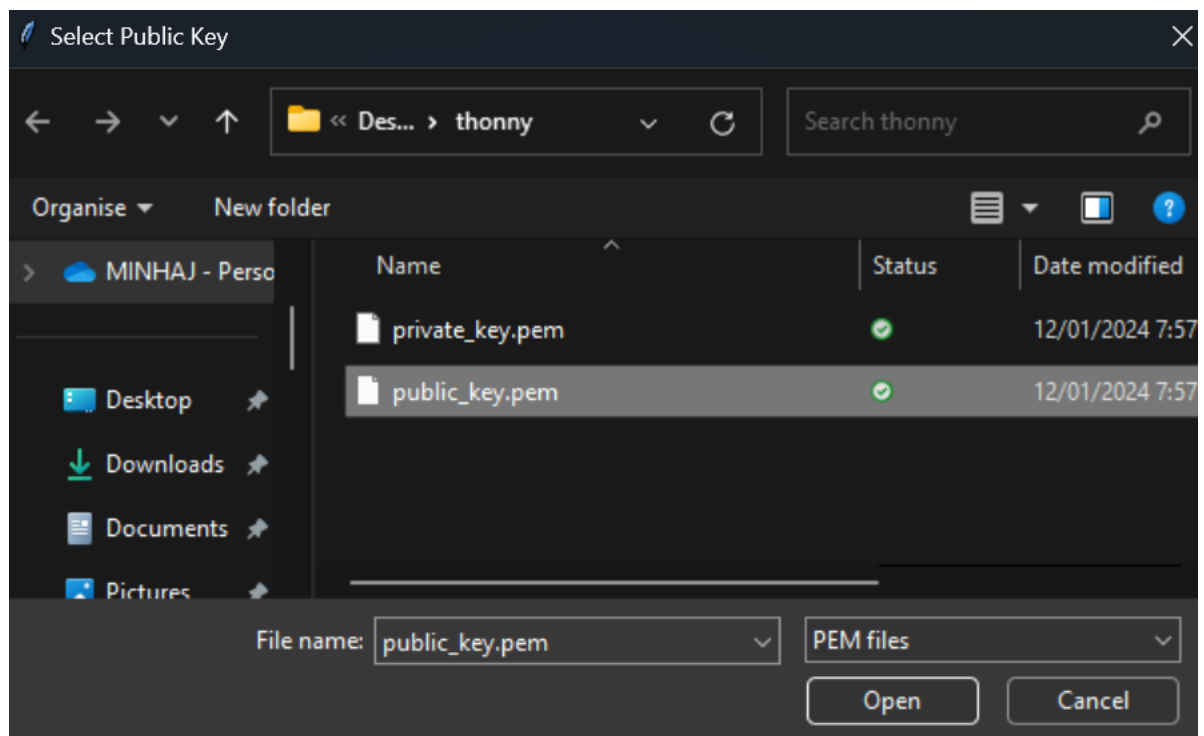 Select Public Key
« Des... › thonny
Search thonny
Organise
New folder
MINHAJ - Perso
Name
Status
Date modified
private_key.pem
12/01/2024 7:57
public_key.pem
12/01/2024 7:57
Desktop
Downloads
Documents
Pictures
File name: public_key.pem
PEM files
Open
Cancel